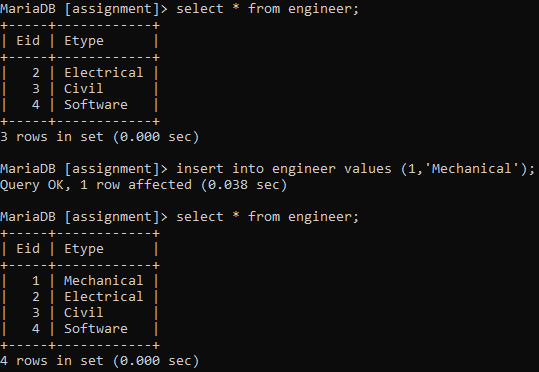 MariaDB [assignment]> select * from engineer;
+-----+------------+
| Eid | Etype      |
+-----+------------+
|   2 | Electrical |
|   3 | Civil      |
|   4 | Software   |
+-----+------------+
3 rows in set (0.000 sec)

MariaDB [assignment]> insert into engineer values (1,'Mechanical');
Query OK, 1 row affected (0.038 sec)

MariaDB [assignment]> select * from engineer;
+-----+------------+
| Eid | Etype      |
+-----+------------+
|   1 | Mechanical |
|   2 | Electrical |
|   3 | Civil      |
|   4 | Software   |
+-----+------------+
4 rows in set (0.000 sec)